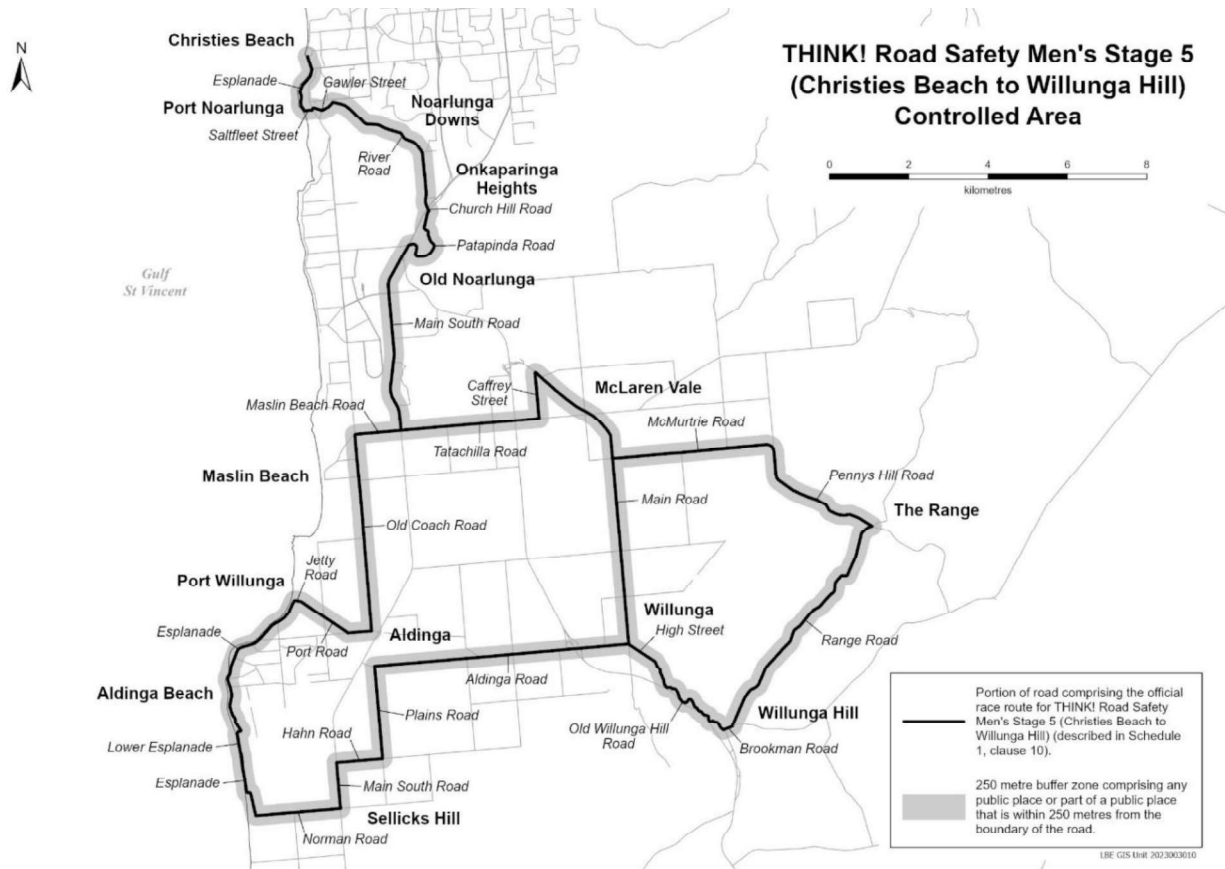 THINK! Road Safety Men's Stage 5
(Christies Beach to Willunga Hill)
Controlled Area
N
0 2 4 6 8
kilometres
Christies Beach
Esplanade
Gawler Street
Port Noarlunga
Noarlunga
Downs
Saltfleet Street
River
Road
Onkaparinga
Heights
Church Hill Road
Patapinda Road
Gulf
St Vincent
Old Noarlunga
Main South Road
Caffrey
Street
McLaren Vale
Maslin Beach Road
McMurtrie Road
Tatachilla Road
Maslin Beach
Pennys Hill Road
Main Road
The Range
Old Coach Road
Jetty
Road
Port Willunga
Willunga
High Street
Esplanade
Aldinga
Port Road
Range Road
Aldinga Road
Aldinga Beach
Plains Road
Willunga Hill
Old Willunga Hill
Road
Hahn Road
Lower Esplanade
Brookman Road
Esplanade
Main South Road
Sellicks Hill
Norman Road
Portion of road comprising the official
race route for THINK! Road Safety
Men's Stage 5 (Christies Beach to
Willunga Hill) (described in Schedule
1, clause 10).
250 metre buffer zone comprising any
public place or part of a public place
that is within 250 metres from the
boundary of the road.
LBE GIS Unit 2023003010